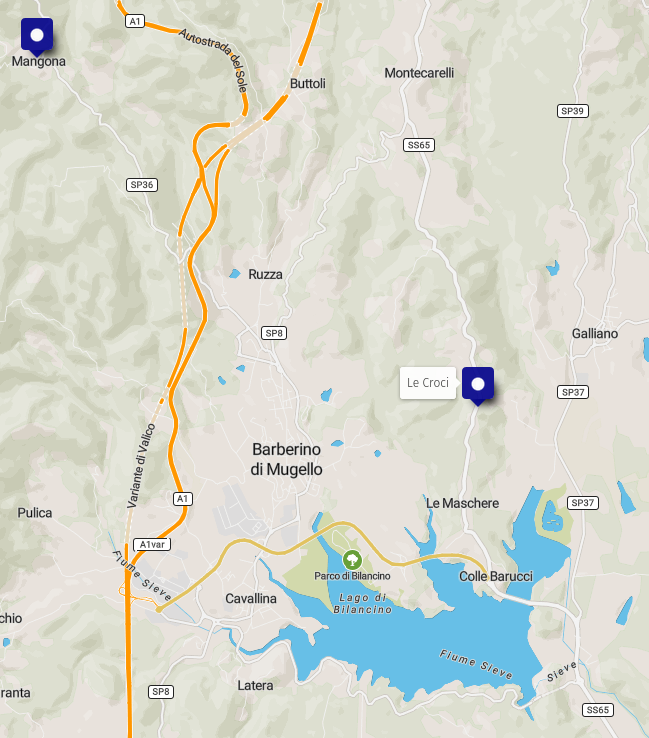 A1
Autostrada del Sole
Mangona
Buttoli
Montecarelli
SP39
SS65
SP36
Ruzza
SP8
Galliano
Le Croci
SP37
Variante di Valico
Barberino
di Mugello
A1
Le Maschere
SP37
Pulica
A1var
Fiume Sieve
Parco di Bilancino
Colle Barucci
Cavallina
Lago di
Bilancino
chio
Fiume Sieve
Sieve
ranta
SP8
Latera
SS65